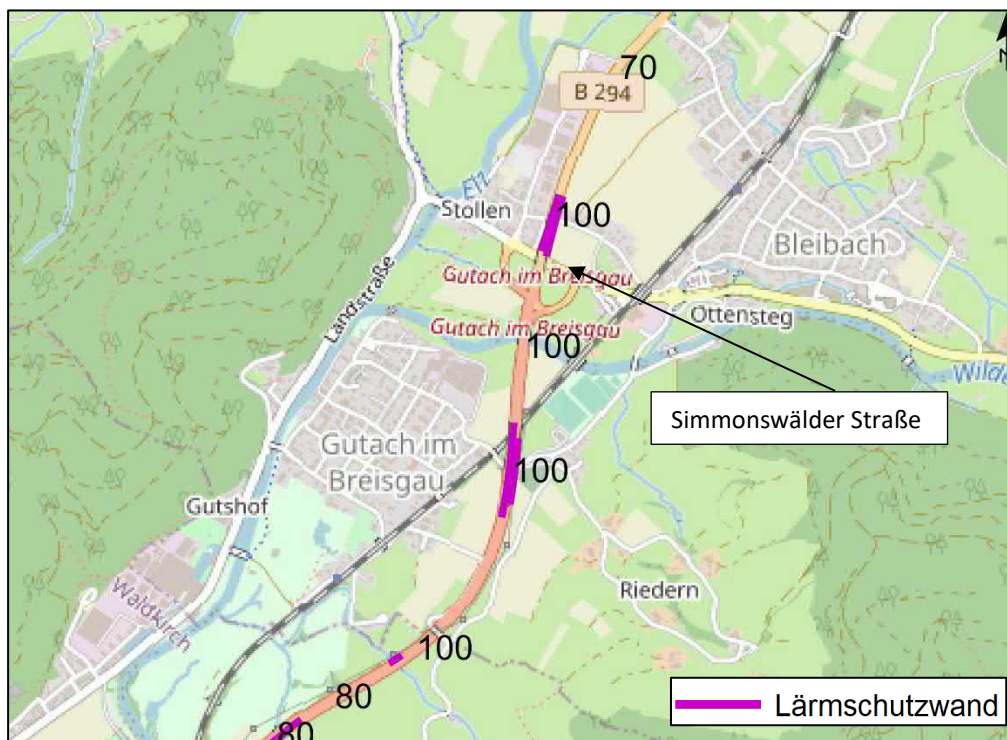 70
B 294
Elz
100
Stollen
Bleibach
Gutach im Breisgau
Landstraße
Ottensteg
Gutach im Breisgau
100
Wilde
Simmonswälder Straße
Gutach im
Breisgau
100
Gutshof
Riedern
Waldkirch
100
80
Lärmschutzwand
80